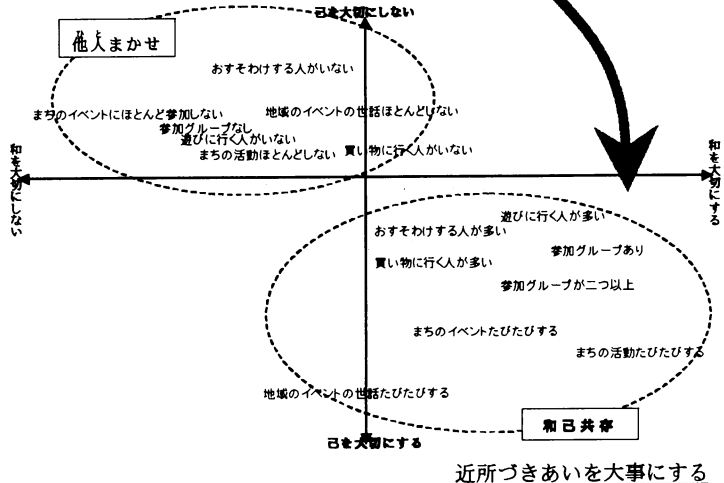 己を大切にしない
他人まかせ
ひと
おすそわけする人がいない
まちのイベントにほとんど参加しない
地域のイベントの世話ほとんどいない
参加グループなし
遊びに行く人がいない
まちの活動ほとんどしない
買い物に行く人がいない
和を大切にしない
和を大切にする
遊びに行く人が多い
おすそわけする人が多い
参加グループあり
買い物に行く人が多い
参加グループが二つ以上
まちのイベントたびたびする
まちの活動たびたびする
地域のイベントの世話たびたびする
和己共存
己を大切にする
近所づきあいを大事にする